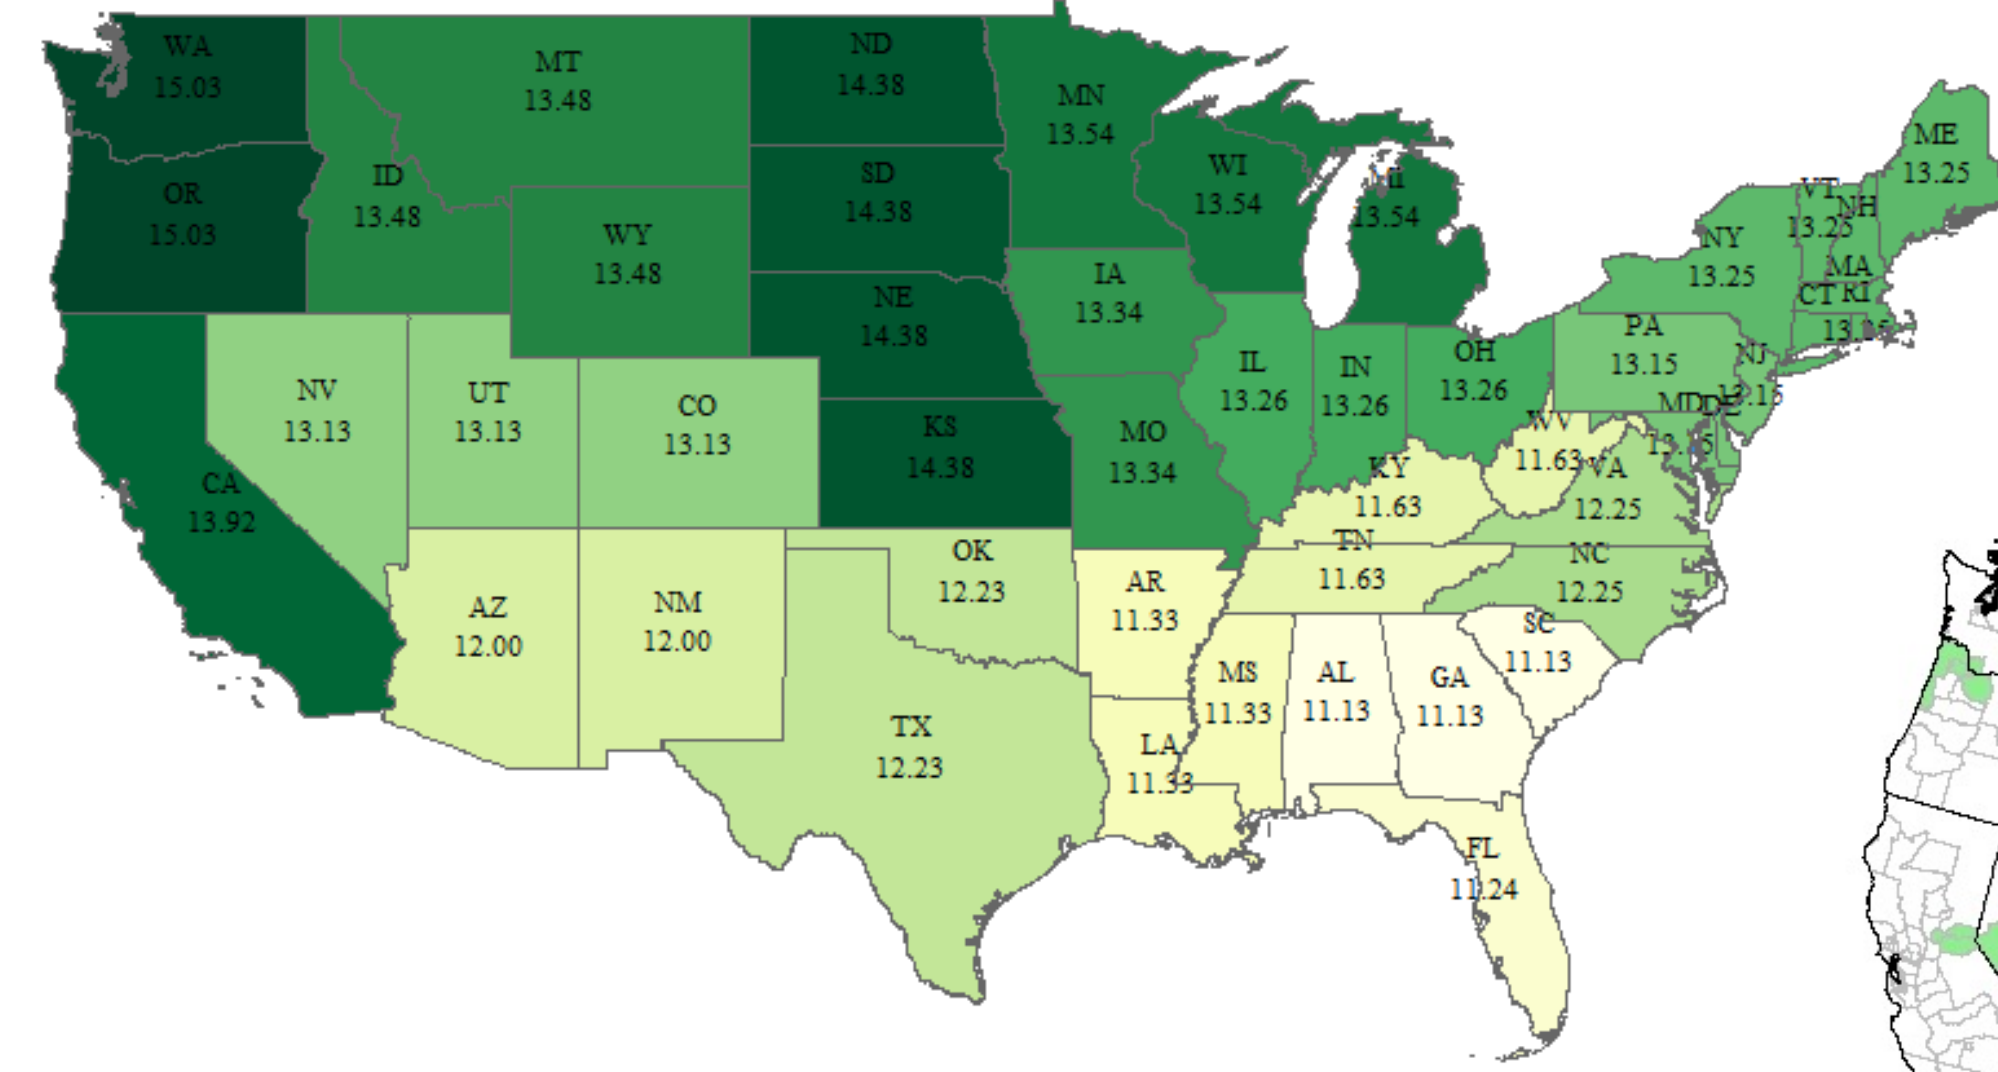 WA
15.03
OR
15.03
CA
13.92
ID
13.48
MT
13.48
WY
13.48
NV
13.13
UT
13.13
CO
13.13
AZ
12.00
NM
12.00
ND
14.38
SD
14.38
NE
14.38
KS
14.38
OK
12.23
TX
12.23
MN
13.54
WI
13.54
MI
13.54
IA
13.34
MO
13.34
IL
13.26
IN
13.26
OH
13.26
AR
11.33
LA
11.33
MS
11.33
KY
11.63
TN
11.63
WV
11.63
VA
12.25
NC
12.25
AL
11.13
GA
11.13
SC
11.13
FL
11.24
PA
13.15
NJ
13.15
MD
DE
NY
13.25
VT
13.25
NH
MA
CT RI
ME
13.25